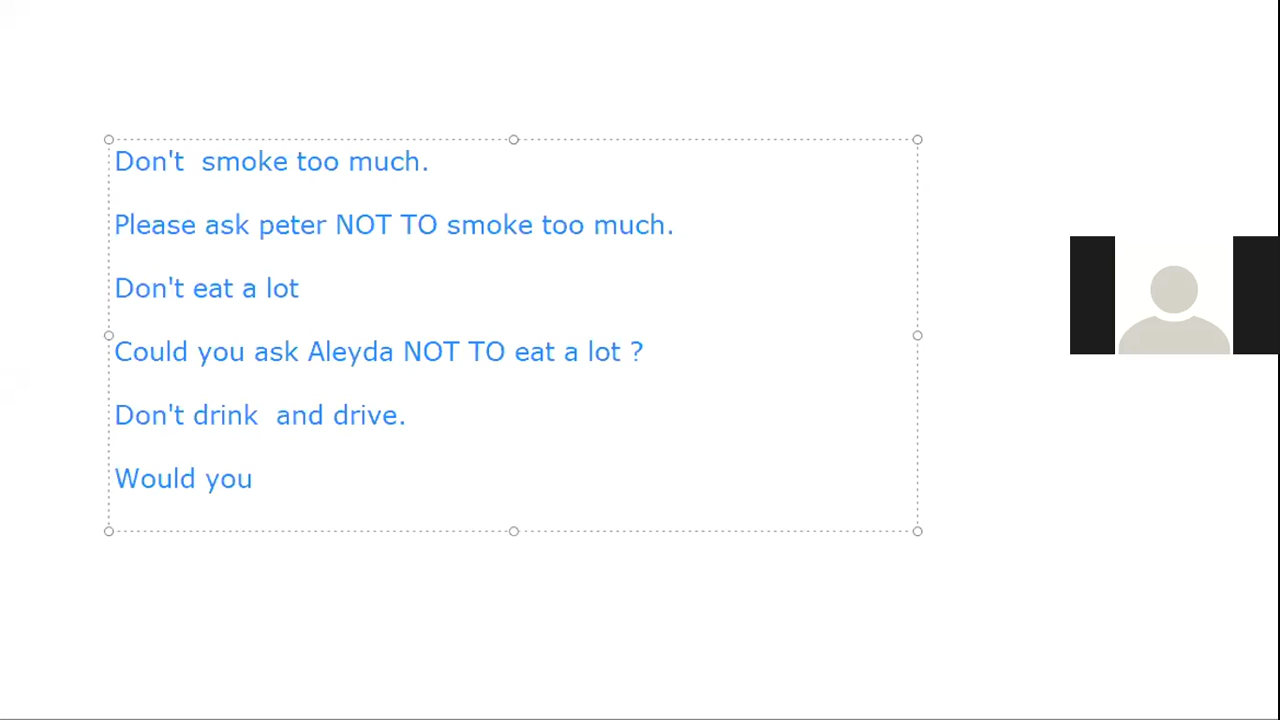 Don't  smoke too much.
Please ask peter NOT TO smoke too much.
Don't eat a lot
Could you ask Aleyda NOT TO eat a lot ?
Don't drink  and drive.
Would you